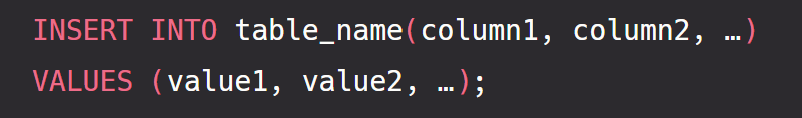 INSERT INTO table_name(column1, column2, …)
VALUES (value1, value2, …);